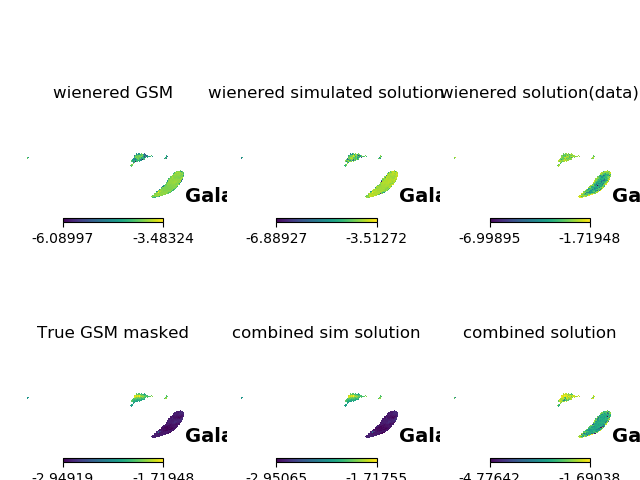 wienered GSM
wienered simulated solution
wienered solution(data)
Gala
Gala
Ga
-6.08997 -3.48324
-6.88927 -3.51272
-6.99895 -1.71948
True GSM masked
combined sim solution
combined solution
Gala
Gala
Ga
-2.94919 -1.71948
-2.95065 -1.71755
-4.77642 -1.69038